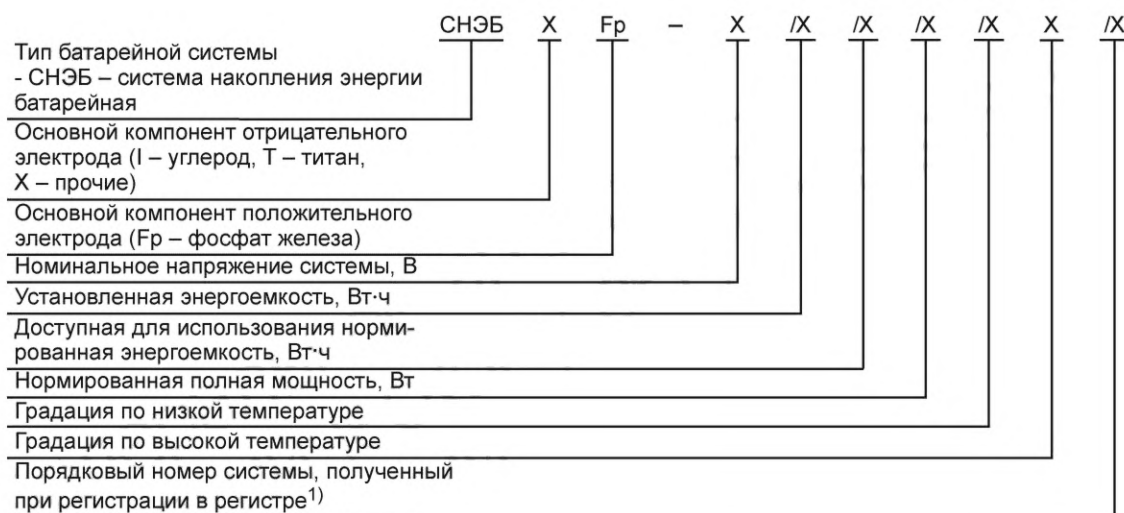 СНЭБ X Fp – X /X /X /X /X X /X
Тип батарейной системы
- СНЭБ – система накопления энергии
батарейная
Основной компонент отрицательного
электрода (I – углерод, T – титан,
X – прочие)
Основной компонент положительного
электрода (Fp – фосфат железа)
Номинальное напряжение системы, В
Установленная энергоемкость, Вт·ч
Доступная для использования норми-
рованная энергоемкость, Вт·ч
Нормированная полная мощность, Вт
Градация по низкой температуре
Градация по высокой температуре
Порядковый номер системы, полученный
при регистрации в регистре1)